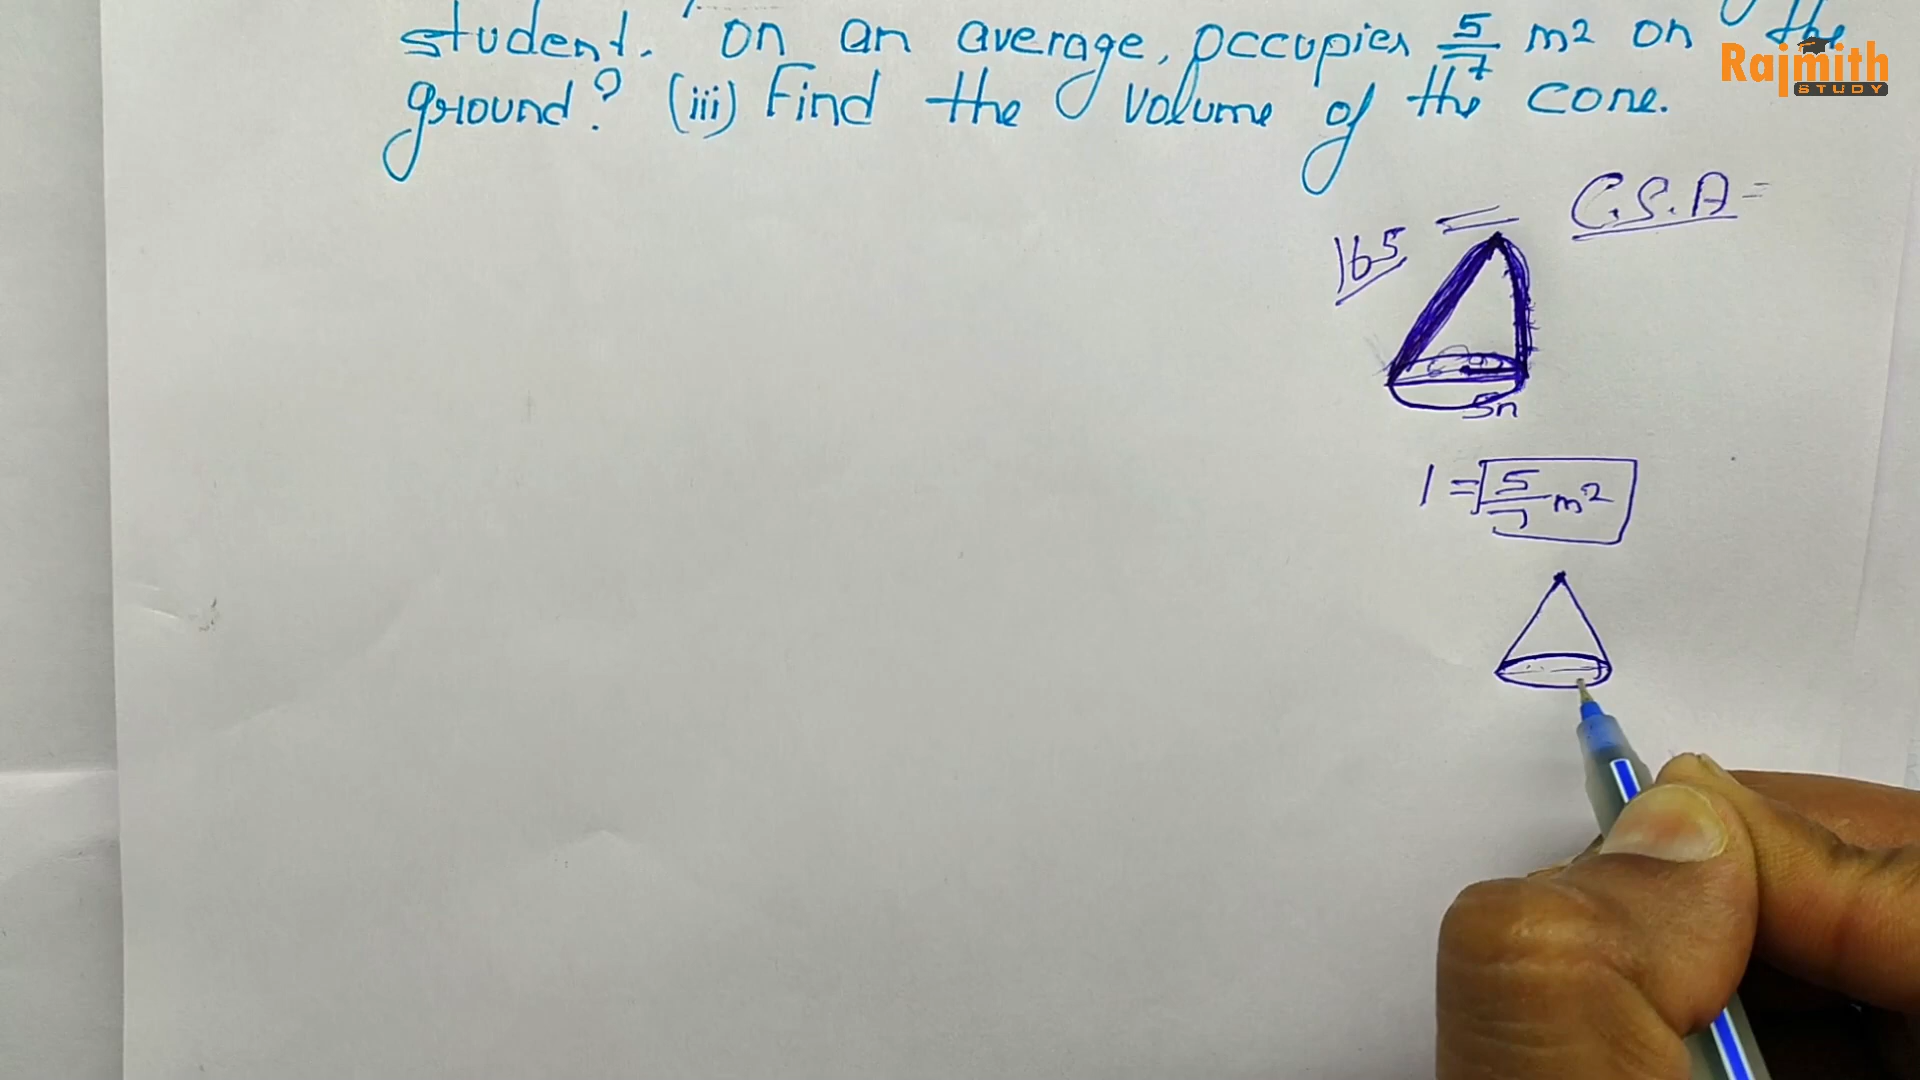 student. on an average, occupies 5/7 m² on the
ground? (iii) Find the volume of the cone.
Rajmith
STUDY
C.S.A =
165
5m
1 = 5/7 m²